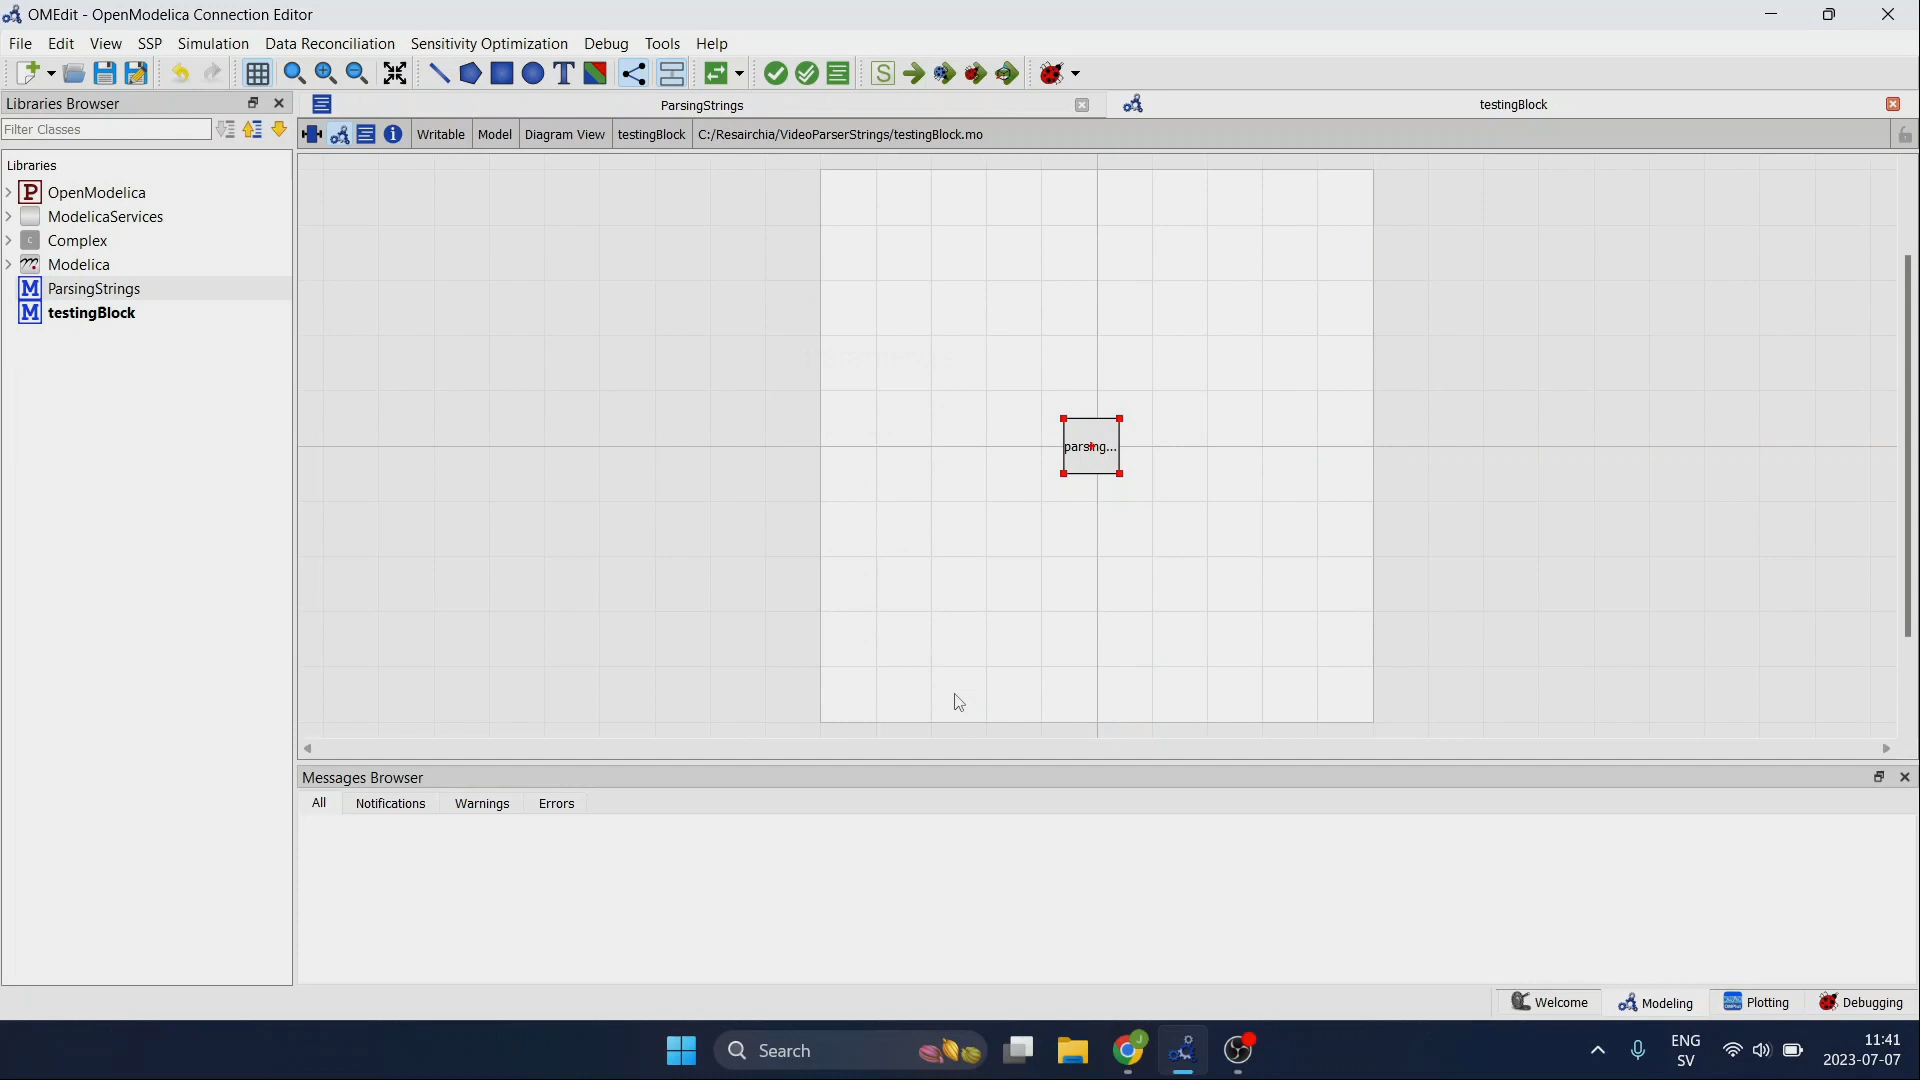 OMEdit - OpenModelica Connection Editor
File Edit View SSP Simulation Data Reconciliation Sensitivity Optimization Debug Tools Help
Libraries Browser
ParsingStrings
testingBlock
Filter Classes
Writable Model Diagram View testingBlock C:/Resairchia/VideoParserStrings/testingBlock.mo
Libraries
P OpenModelica
ModelicaServices
C Complex
Modelica
M ParsingStrings
M testingBlock
parsing...
Messages Browser
All Notifications Warnings Errors
Welcome Modeling Plotting Debugging
Search
J
ENG
SV
11:41
2023-07-07